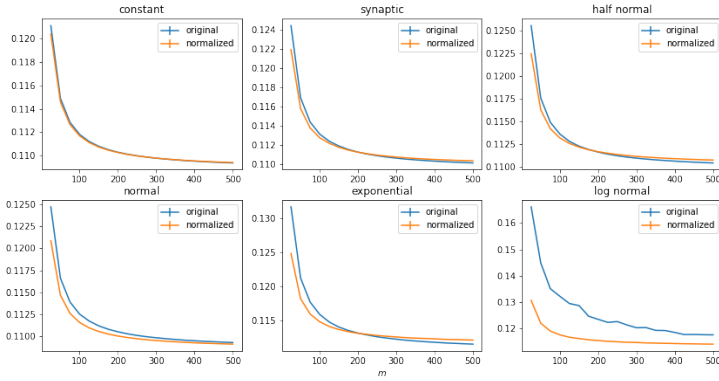 constant
synaptic
half normal
original
normalized
original
normalized
original
normalized
0.120
0.118
0.116
0.114
0.112
0.110
0.124
0.122
0.120
0.118
0.116
0.114
0.112
0.110
0.1250
0.1225
0.1200
0.1175
0.1150
0.1125
0.1100
100 200 300 400 500
100 200 300 400 500
100 200 300 400 500
normal
exponential
log normal
original
normalized
original
normalized
original
normalized
0.1250
0.1225
0.1200
0.1175
0.1150
0.1125
0.1100
0.130
0.125
0.120
0.115
0.16
0.15
0.14
0.13
0.12
100 200 300 400 500
100 200 300 400 500
100 200 300 400 500
m